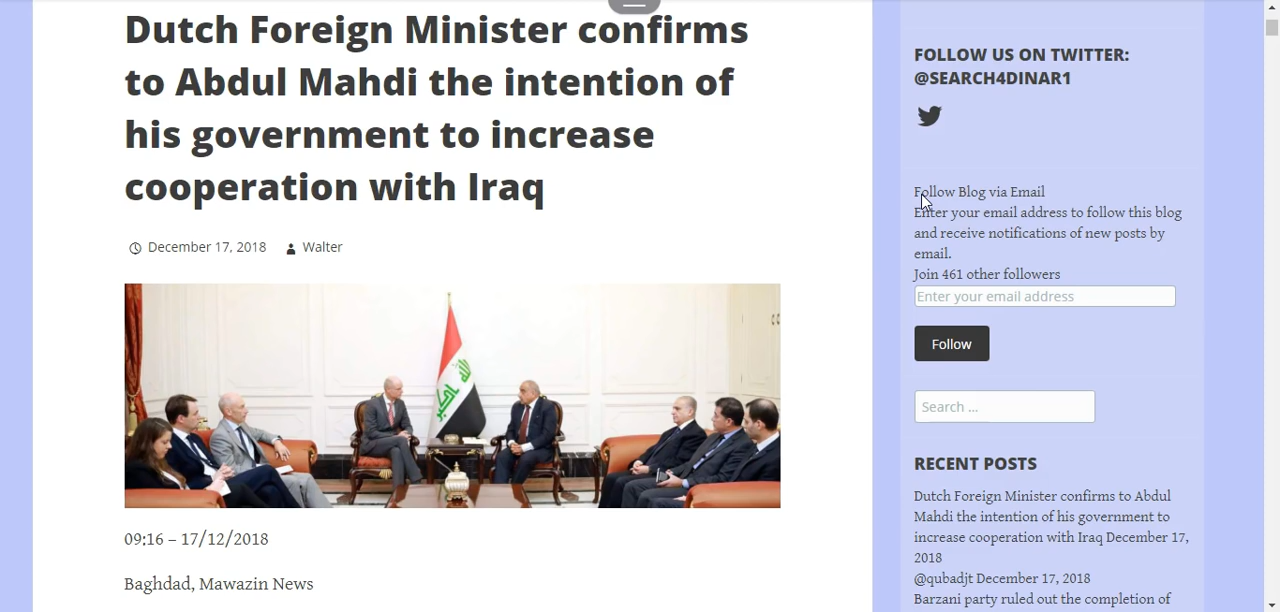 Dutch Foreign Minister confirms
to Abdul Mahdi the intention of
his government to increase
cooperation with Iraq
December 17, 2018 Walter
الله اكبر
09:16 – 17/12/2018
Baghdad, Mawazin News
FOLLOW US ON TWITTER:
@SEARCH4DINAR1
Follow Blog via Email
Enter your email address to follow this blog
and receive notifications of new posts by
email.
Join 461 other followers
Enter your email address
Follow
Search ...
RECENT POSTS
Dutch Foreign Minister confirms to Abdul
Mahdi the intention of his government to
increase cooperation with Iraq December 17,
2018
@qubadjt December 17, 2018
Barzani party ruled out the completion of